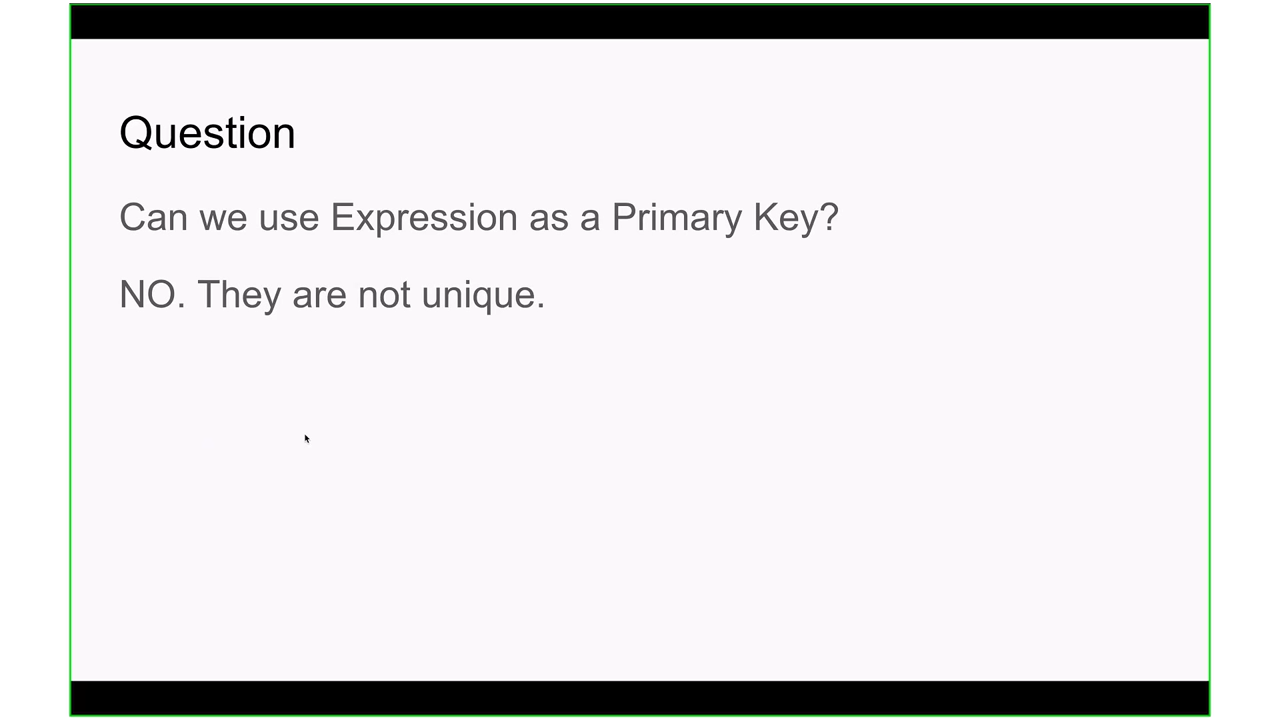 Question
Can we use Expression as a Primary Key?
NO. They are not unique.